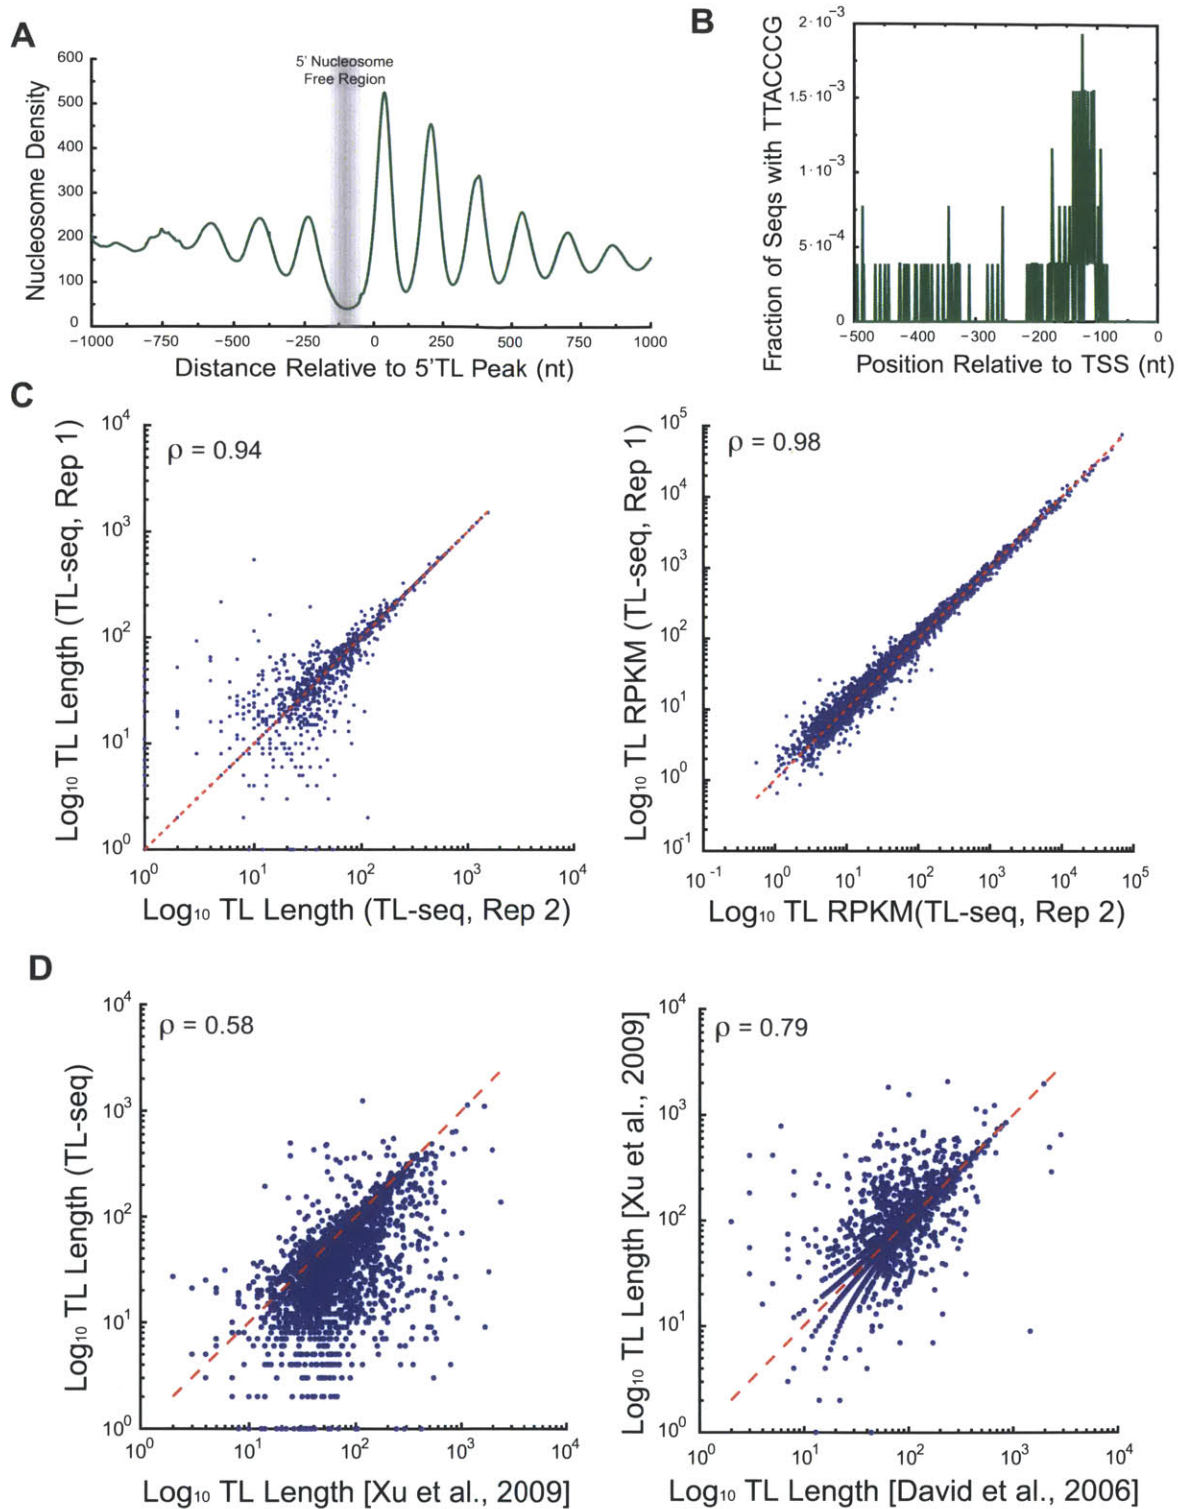 A
5' Nucleosome
Free Region
Nucleosome Density
600
500
400
300
200
100
0
−1000 −750 −500 −250 0 250 500 750 1000
Distance Relative to 5'TL Peak (nt)
B
Fraction of Seqs with TTACCCG
2·10⁻³
1.5·10⁻³
1·10⁻³
5·10⁻⁴
0
−500 −400 −300 −200 −100 0
Position Relative to TSS (nt)
C
ρ = 0.94
Log₁₀ TL Length (TL-seq, Rep 1)
10⁴
10³
10²
10¹
10⁰
10⁰ 10¹ 10² 10³ 10⁴
Log₁₀ TL Length (TL-seq, Rep 2)
ρ = 0.98
Log₁₀ TL RPKM (TL-seq, Rep 1)
10⁵
10⁴
10³
10²
10¹
10⁰
10⁻¹
10⁻¹ 10⁰ 10¹ 10² 10³ 10⁴ 10⁵
Log₁₀ TL RPKM(TL-seq, Rep 2)
D
ρ = 0.58
Log₁₀ TL Length (TL-seq)
10⁴
10³
10²
10¹
10⁰
10⁰ 10¹ 10² 10³ 10⁴
Log₁₀ TL Length [Xu et al., 2009]
ρ = 0.79
Log₁₀ TL Length [Xu et al., 2009]
10⁴
10³
10²
10¹
10⁰
10⁰ 10¹ 10² 10³ 10⁴
Log₁₀ TL Length [David et al., 2006]